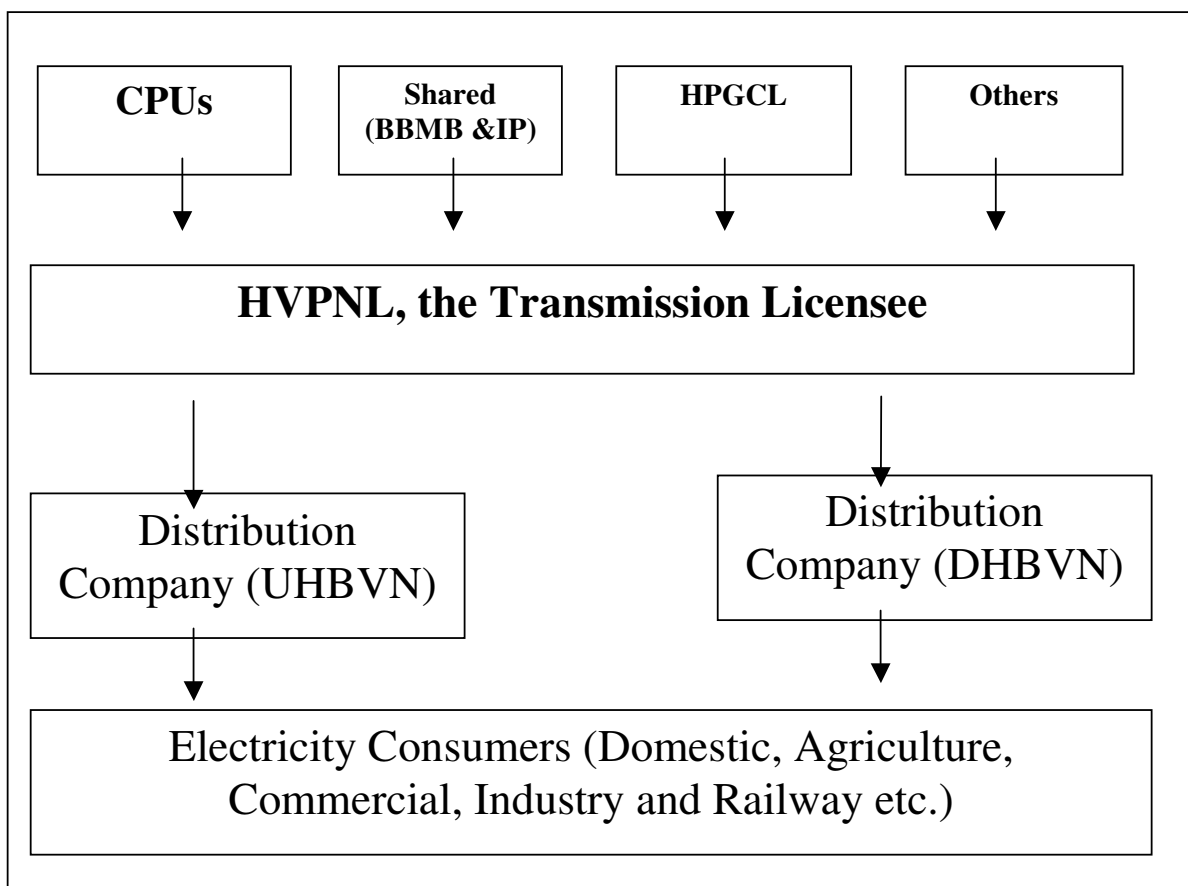 CPUs
Shared
(BBMB &IP)
HPGCL
Others
HVPNL, the Transmission Licensee
Distribution
Company (UHBVN)
Distribution
Company (DHBVN)
Electricity Consumers (Domestic, Agriculture,
Commercial, Industry and Railway etc.)